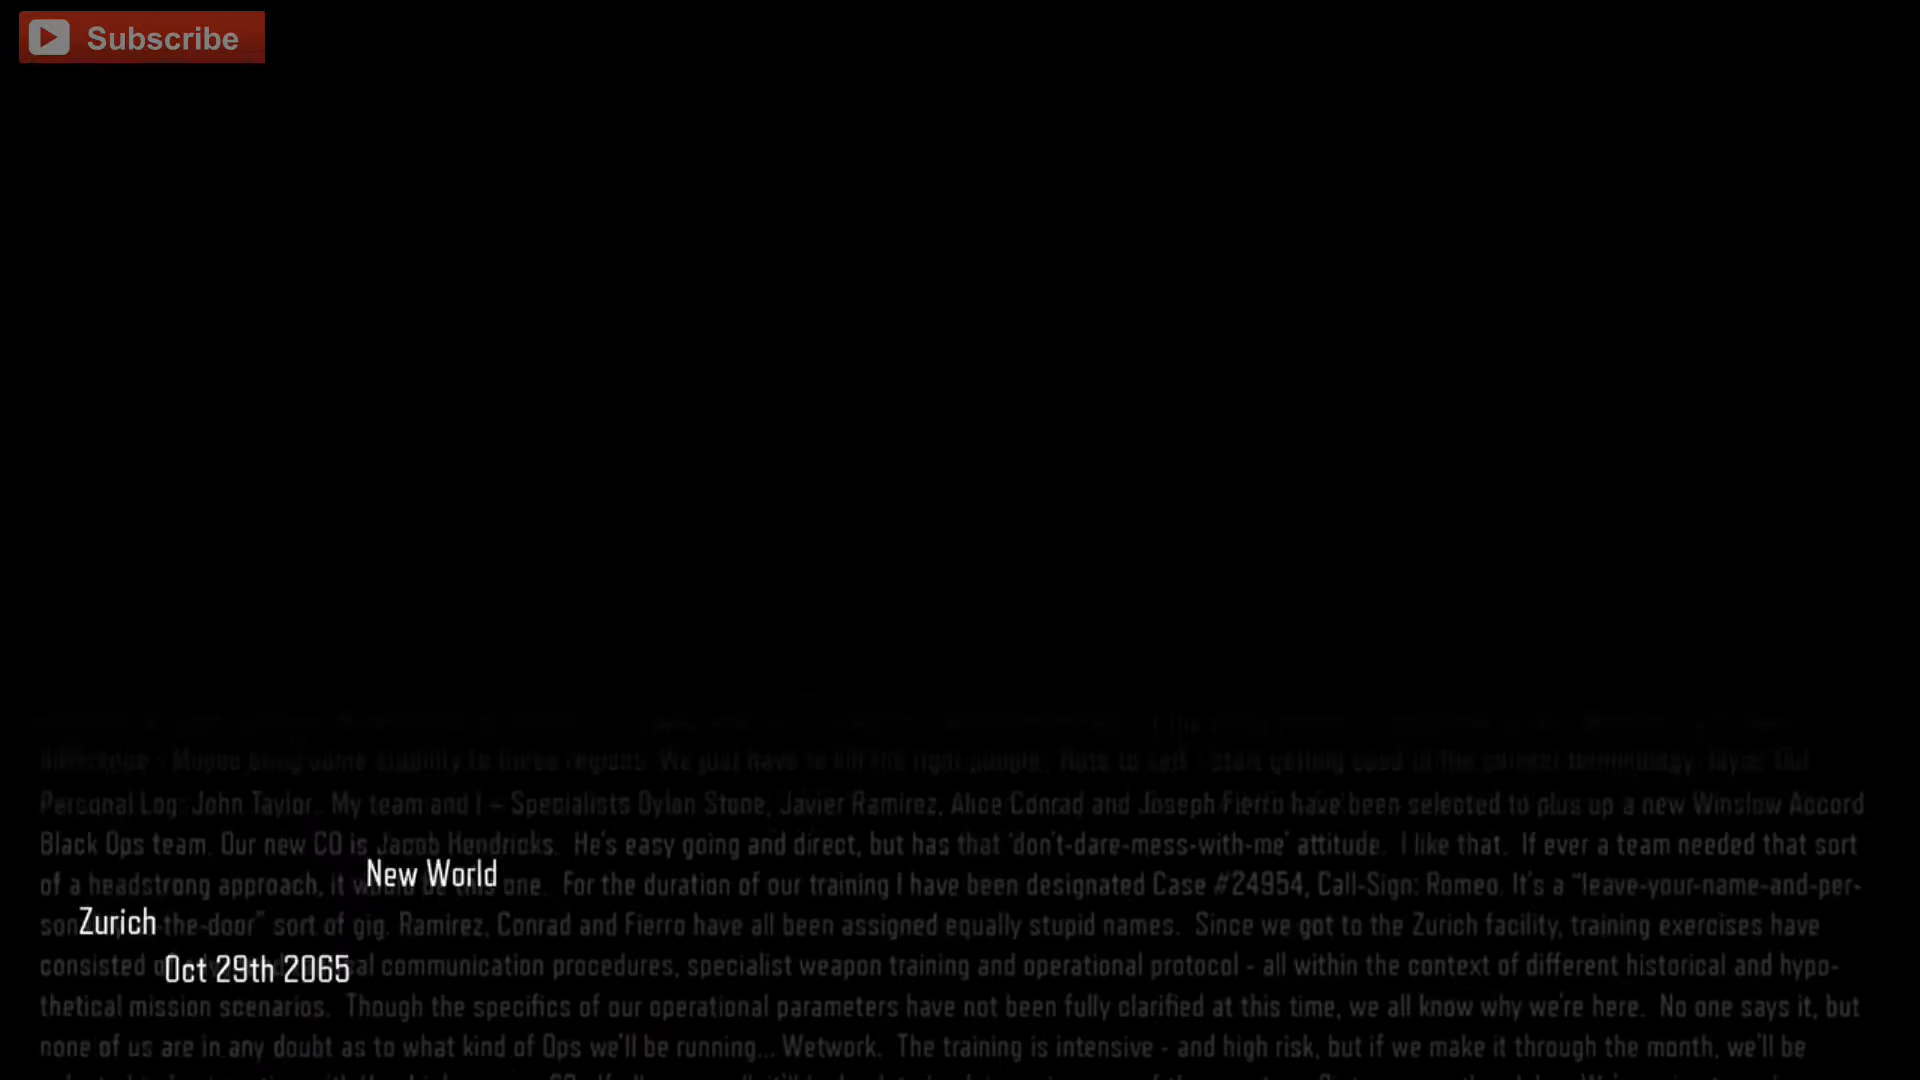 Subscribe
Personal Log: John Taylor. My team and I – Specialists Dylan Stone, Javier Ramirez, Alice Conrad and Joseph Fierro have been selected to plus up a new Winslow Accord
Black Ops team. Our new CO is Jacob Hendricks. He's easy going and direct, but has that 'don't-dare-mess-with-me' attitude. I like that. If ever a team needed that sort
New World
of a headstrong approach, it would be this one. For the duration of our training I have been designated Case #24954, Call-Sign: Romeo. It's a "leave-your-name-and-per-
Zurich
-the-door" sort of gig. Ramirez, Conrad and Fierro have all been assigned equally stupid names. Since we got to the Zurich facility, training exercises have
Oct 29th 2065
consisted communication procedures, specialist weapon training and operational protocol - all within the context of different historical and hypo-
thetical mission scenarios. Though the specifics of our operational parameters have not been fully clarified at this time, we all know why we're here. No one says it, but
none of us are in any doubt as to what kind of Ops we'll be running... Wetwork. The training is intensive - and high risk, but if we make it through the month, we'll be